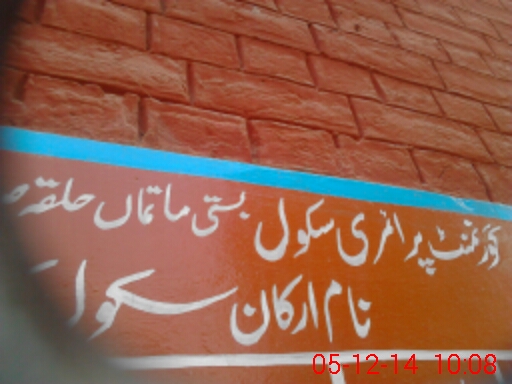 گورنمنٹ پرائمری سکول بستی ماتماں حلقہ
نام ارکان سکول
05-12-14 10:08